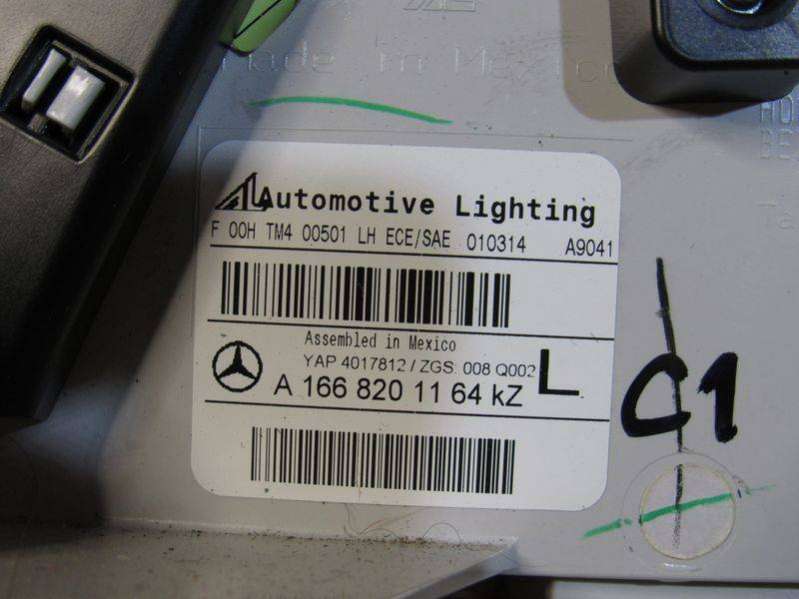 Made in Mexico
AL Automotive Lighting
F 00H TM4 00501 LH ECE/SAE 010314 A9041
Assembled in Mexico
YAP 4017812 / ZGS: 008 Q002
L
A 166 820 11 64 kZ
C1